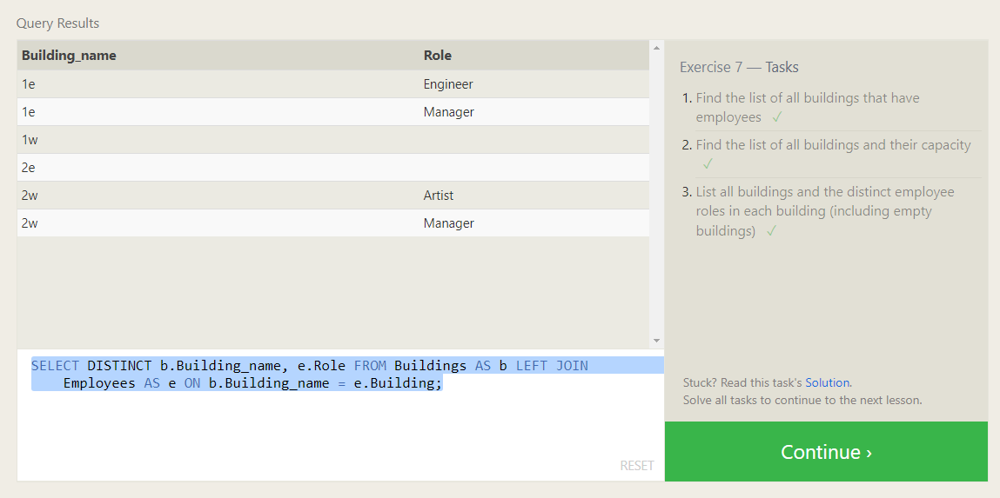 Query Results
Building_name Role
1e Engineer
1e Manager
1w
2e
2w Artist
2w Manager
SELECT DISTINCT b.Building_name, e.Role FROM Buildings AS b LEFT JOIN
Employees AS e ON b.Building_name = e.Building;
RESET
Exercise 7 — Tasks
1. Find the list of all buildings that have
employees ✓
2. Find the list of all buildings and their capacity
✓
3. List all buildings and the distinct employee
roles in each building (including empty
buildings) ✓
Stuck? Read this task's Solution.
Solve all tasks to continue to the next lesson.
Continue ›